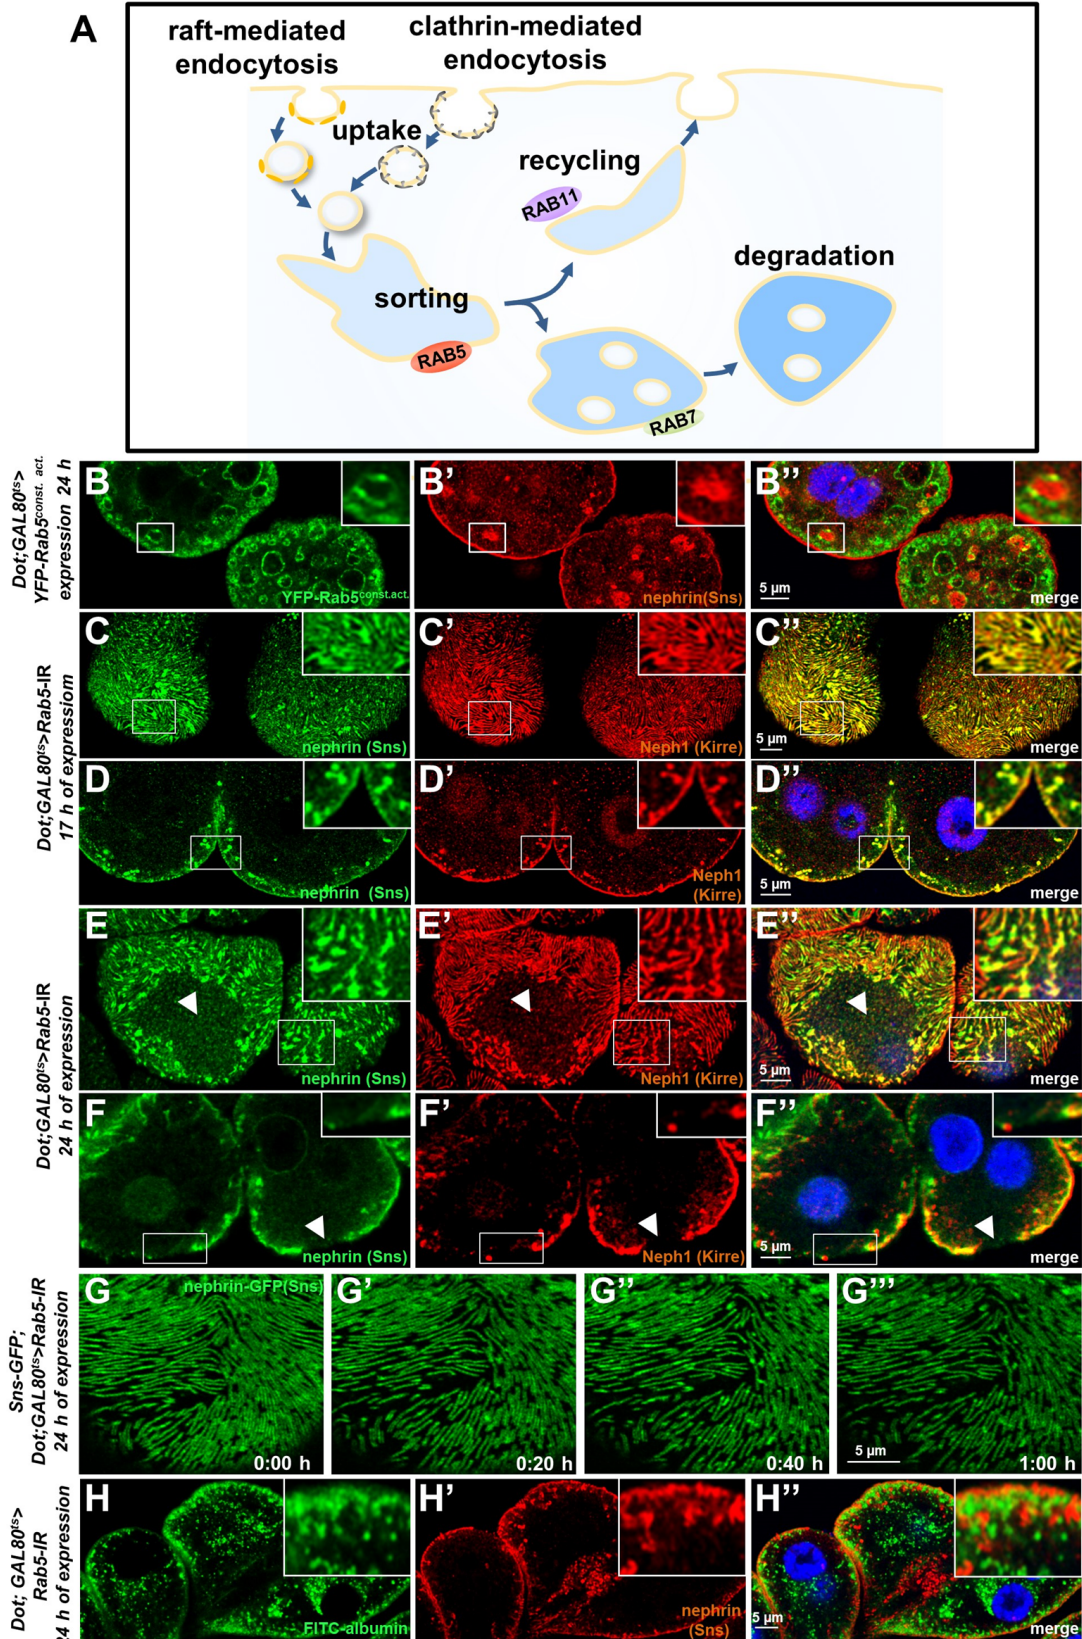 A
raft-mediated
endocytosis
clathrin-mediated
endocytosis
uptake
recycling
RAB11
degradation
sorting
RAB5
RAB7
Dot;GAL80ts>
YFP-Rab5const. act.
expression 24 h
B
YFP-Rab5const.act.
B'
nephrin(Sns)
B''
5 µm
merge
Dot;GAL80ts>Rab5-IR
17 h of expressiom
C
nephrin (Sns)
C'
Neph1 (Kirre)
C''
5 µm
merge
D
nephrin (Sns)
D'
Neph1
(Kirre)
D''
5 µm
merge
Dot;GAL80ts>Rab5-IR
24 h of expression
E
nephrin (Sns)
E'
Neph1 (Kirre)
E''
5 µm
merge
F
nephrin (Sns)
F'
Neph1 (Kirre)
F''
5 µm
merge
Sns-GFP;
Dot;GAL80ts>Rab5-IR
24 h of expression
G
nephrin-GFP(Sns)
0:00 h
G'
0:20 h
G''
0:40 h
G'''
5 µm
1:00 h
Dot; GAL80ts>
Rab5-IR
24 h of expression
H
FITC-albumin
H'
nephrin
(Sns)
H''
5 µm
merge